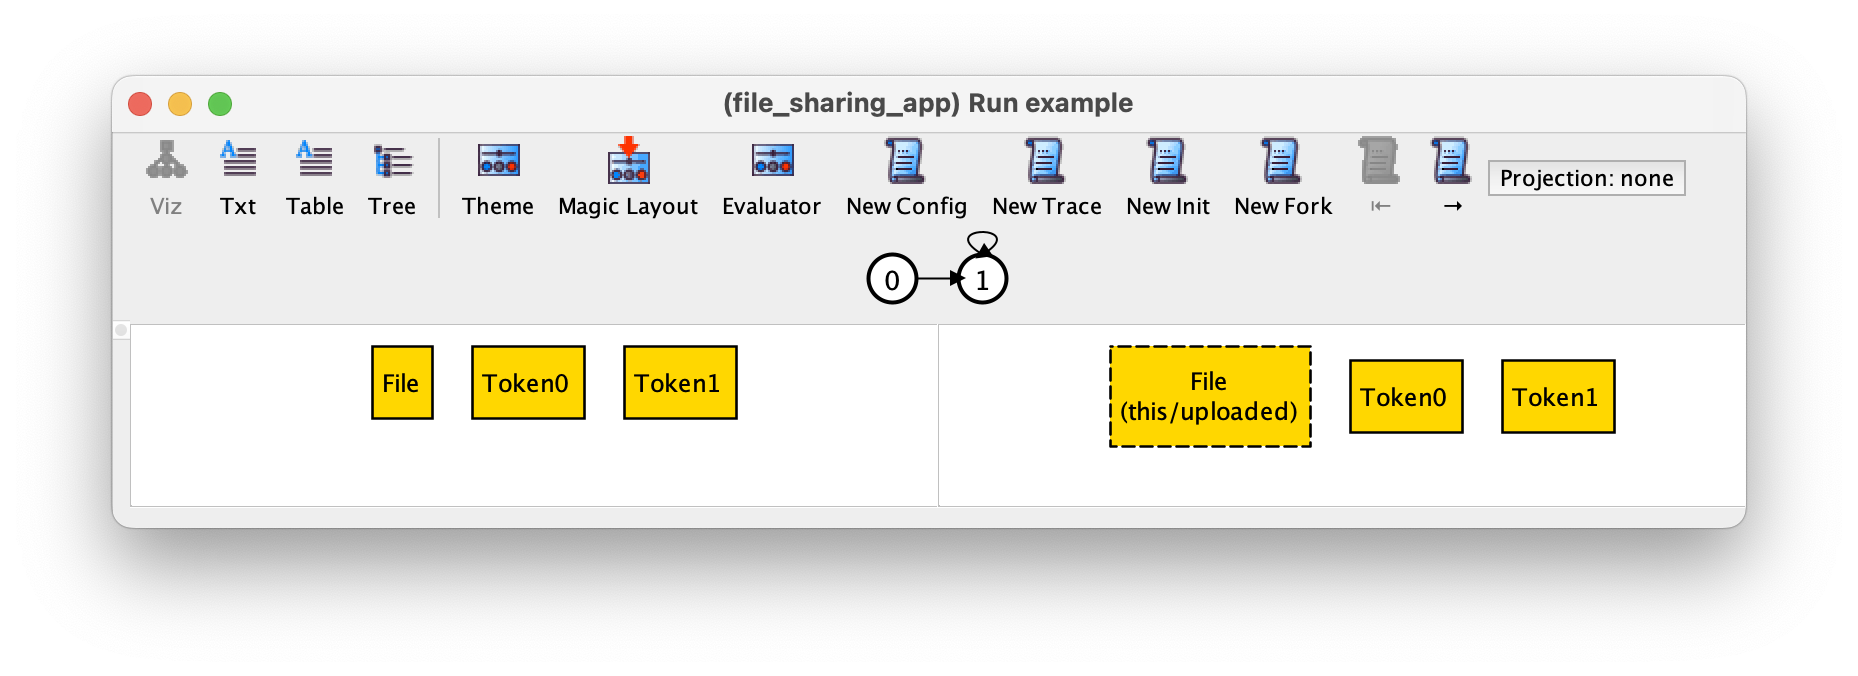 (file_sharing_app) Run example
Viz Txt Table Tree Theme Magic Layout Evaluator New Config New Trace New Init New Fork ⇤ → Projection: none
0 1
File Token0 Token1
File
(this/uploaded) Token0 Token1